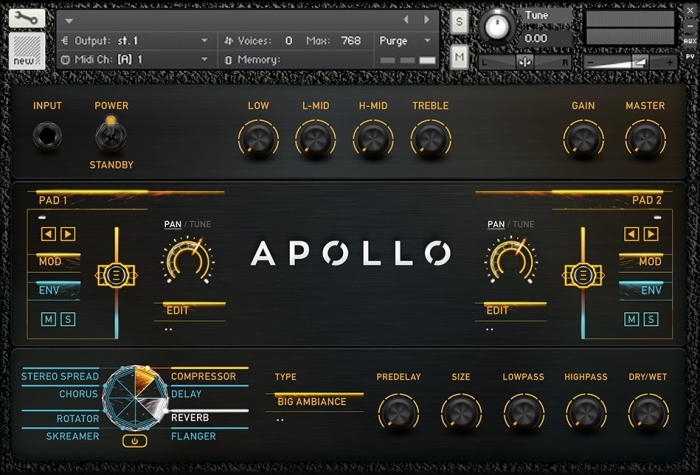 Output: st. 1
Voices: 0 Max: 768
Purge
Midi Ch: [A] 1
Memory:
new
S
M
Tune
0.00
L
R
AUX
PV
INPUT
POWER
STANDBY
LOW
L-MID
H-MID
TREBLE
GAIN
MASTER
PAD 1
MOD
ENV
M S
PAN / TUNE
EDIT
APOLLO
PAD 2
PAN / TUNE
EDIT
MOD
ENV
M S
STEREO SPREAD
CHORUS
ROTATOR
SKREAMER
COMPRESSOR
DELAY
REVERB
FLANGER
TYPE
BIG AMBIANCE
PREDELAY
SIZE
LOWPASS
HIGHPASS
DRY/WET